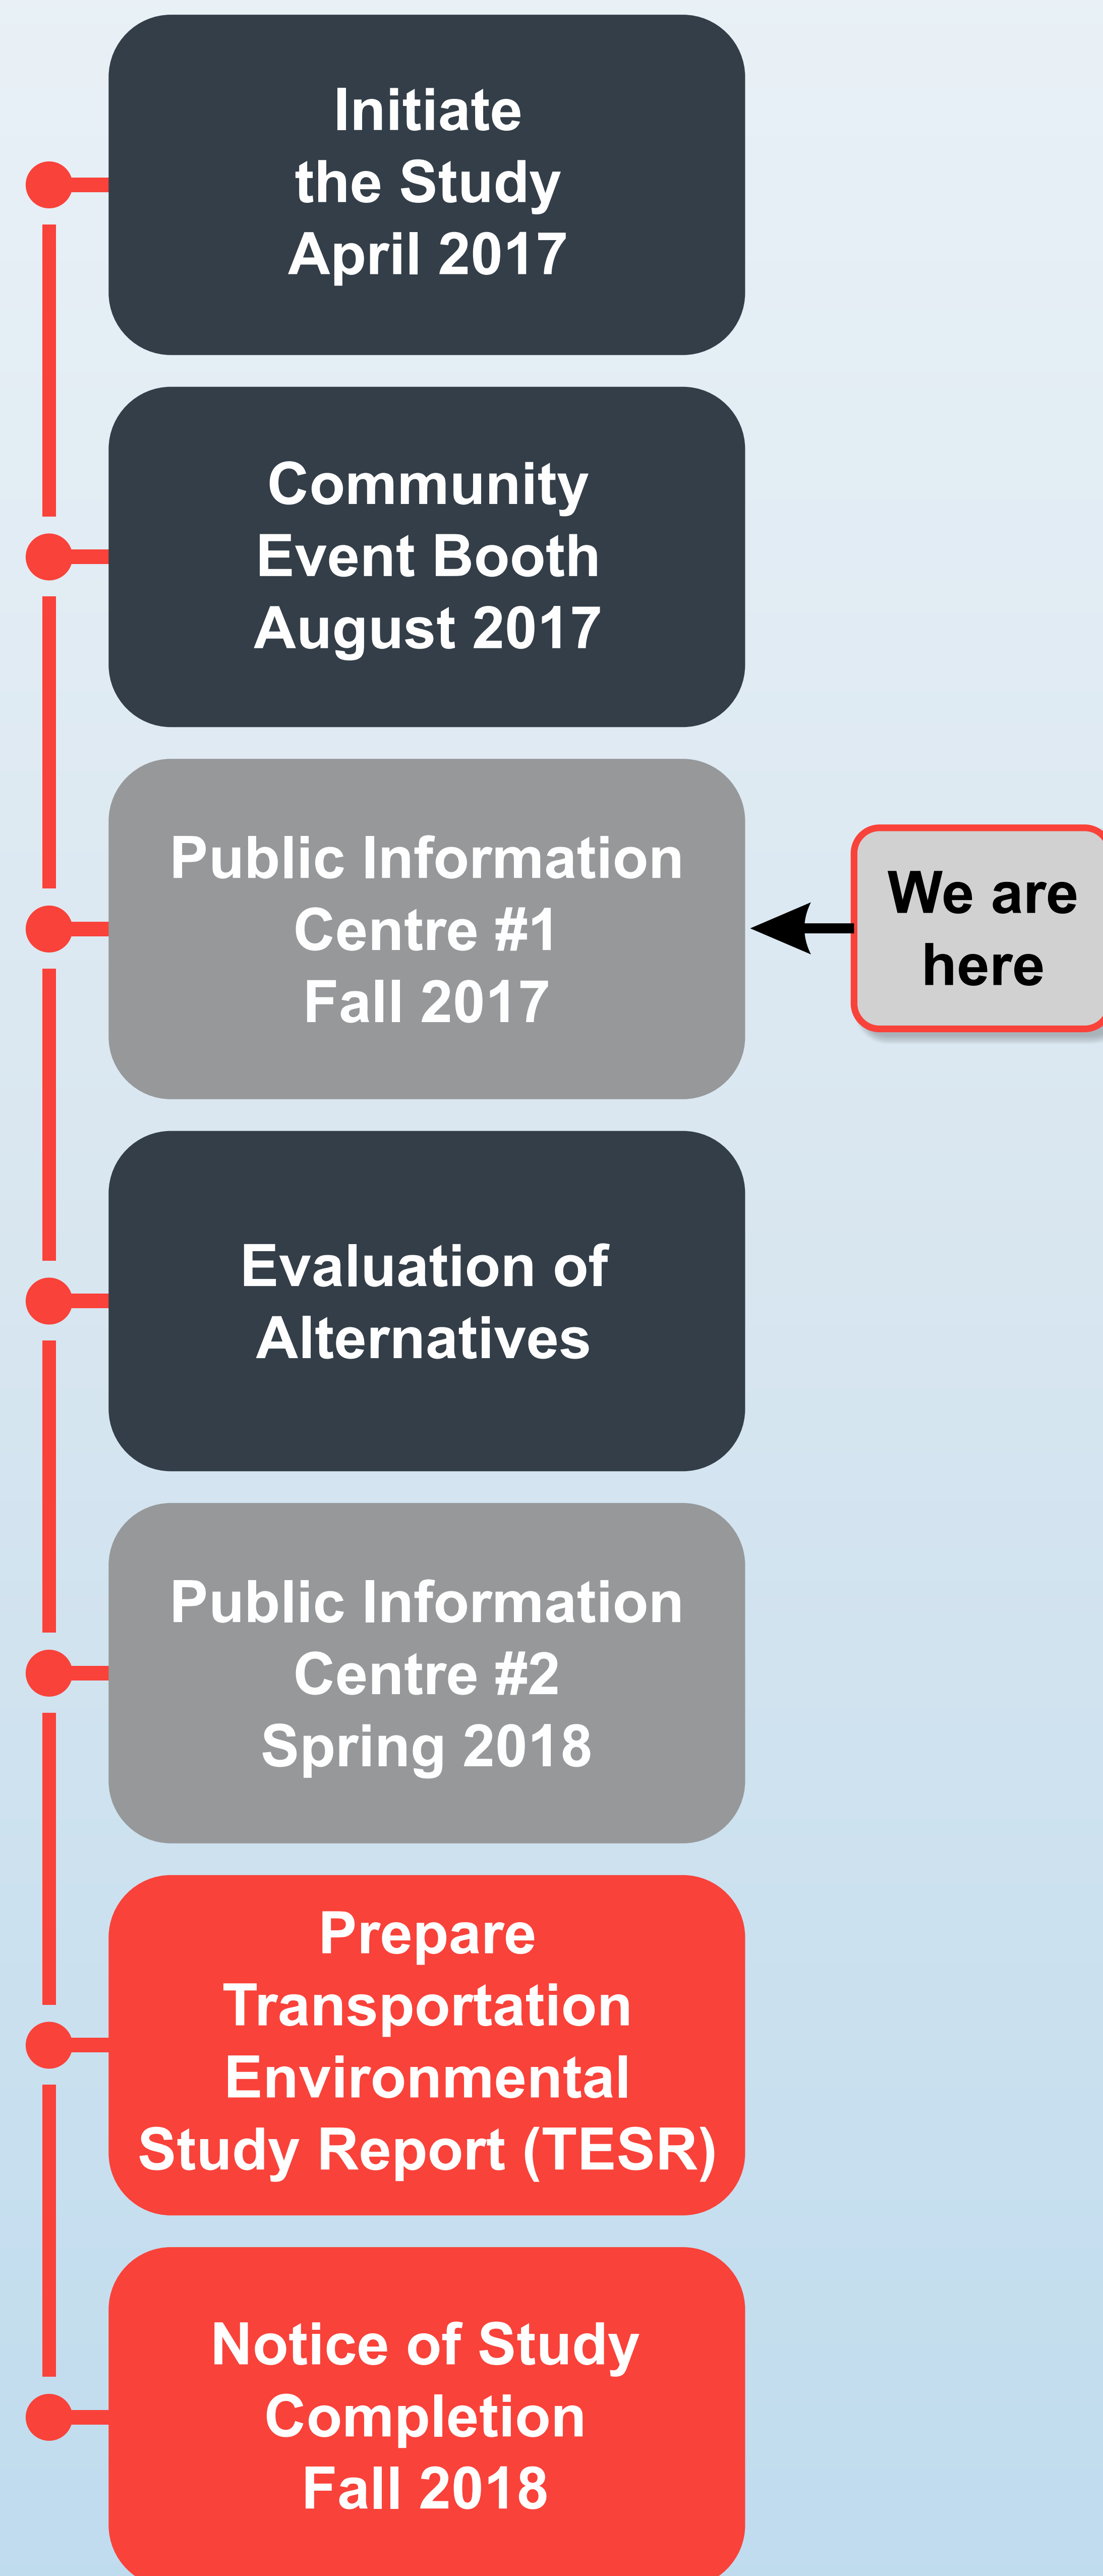 Initiate
the Study
April 2017
Community
Event Booth
August 2017
Public Information
Centre #1
Fall 2017
We are
here
Evaluation of
Alternatives
Public Information
Centre #2
Spring 2018
Prepare
Transportation
Environmental
Study Report (TESR)
Notice of Study
Completion
Fall 2018